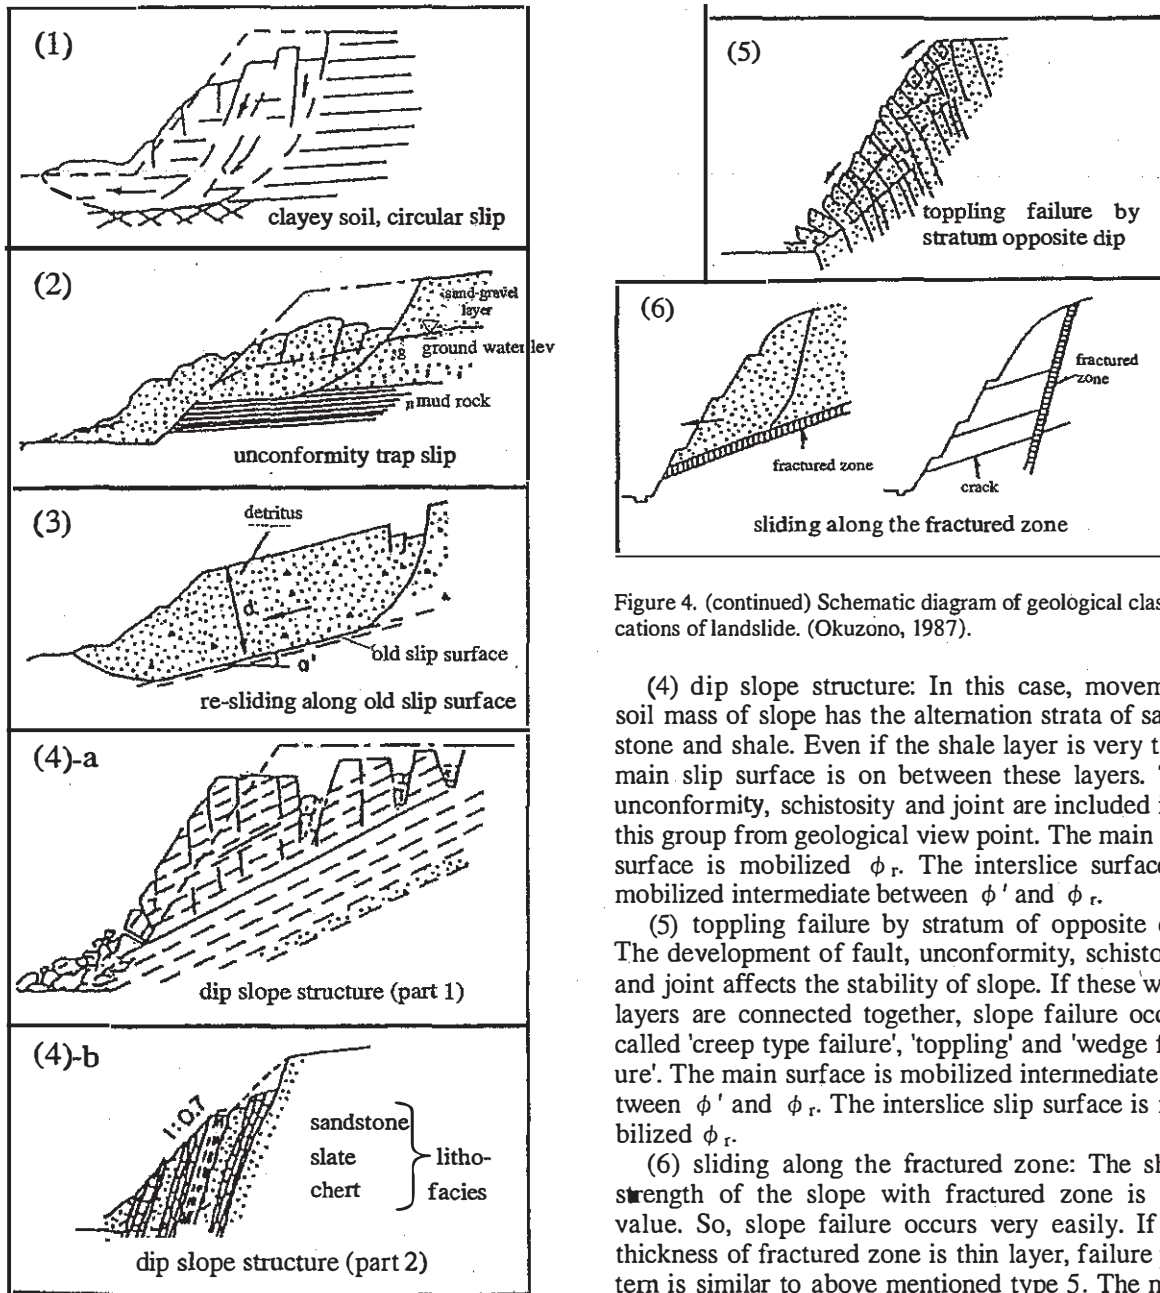 (1)
clayey soil, circular slip
(2)
sand-gravel
layer
ground water lev
mud rock
unconformity trap slip
(3)
detritus
d
old slip surface
α'
re-sliding along old slip surface
(4)-a
dip slope structure (part 1)
(4)-b
1:0.7
sandstone
slate
chert
litho-
facies
dip slope structure (part 2)
(5)
toppling failure by
stratum opposite dip
(6)
fractured zone
fractured
zone
crack
sliding along the fractured zone
Figure 4. (continued) Schematic diagram of geological clas
cations of landslide. (Okuzono, 1987).
(4) dip slope structure: In this case, movem
soil mass of slope has the alternation strata of sa
stone and shale. Even if the shale layer is very t
main slip surface is on between these layers.
unconformity, schistosity and joint are included i
this group from geological view point. The main
surface is mobilized ϕr. The interslice surface
mobilized intermediate between ϕ' and ϕr.
(5) toppling failure by stratum of opposite
The development of fault, unconformity, schisto
and joint affects the stability of slope. If these w
layers are connected together, slope failure occ
called 'creep type failure', 'toppling' and 'wedge f
ure'. The main surface is mobilized intermediate
tween ϕ' and ϕr. The interslice slip surface is
bilized ϕr.
(6) sliding along the fractured zone: The sh
strength of the slope with fractured zone is
value. So, slope failure occurs very easily. If
thickness of fractured zone is thin layer, failure
tern is similar to above mentioned type 5. The m